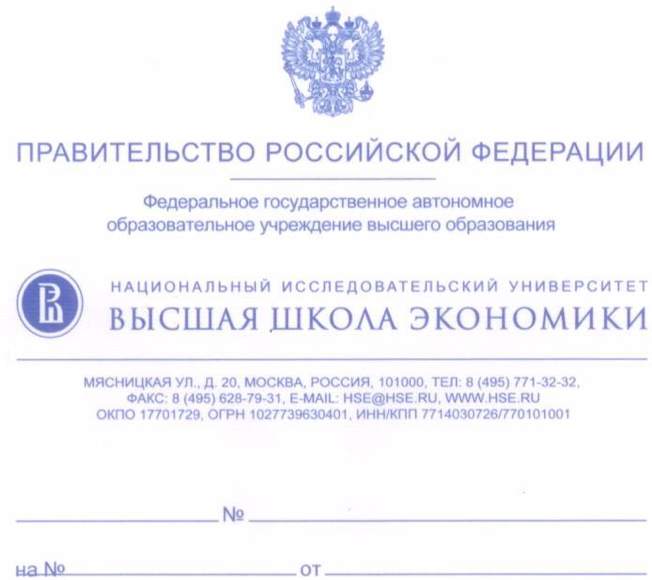 ПРАВИТЕЛЬСТВО РОССИЙСКОЙ ФЕДЕРАЦИИ
Федеральное государственное автономное
образовательное учреждение высшего образования
НАЦИОНАЛЬНЫЙ ИССЛЕДОВАТЕЛЬСКИЙ УНИВЕРСИТЕТ
ВЫСШАЯ ШКОЛА ЭКОНОМИКИ
МЯСНИЦКАЯ УЛ., Д. 20, МОСКВА, РОССИЯ, 101000, ТЕЛ: 8 (495) 771-32-32,
ФАКС: 8 (495) 628-79-31, E-MAIL: HSE@HSE.RU, WWW.HSE.RU
ОКПО 17701729, ОГРН 1027739630401, ИНН/КПП 7714030726/770101001
№
на № от